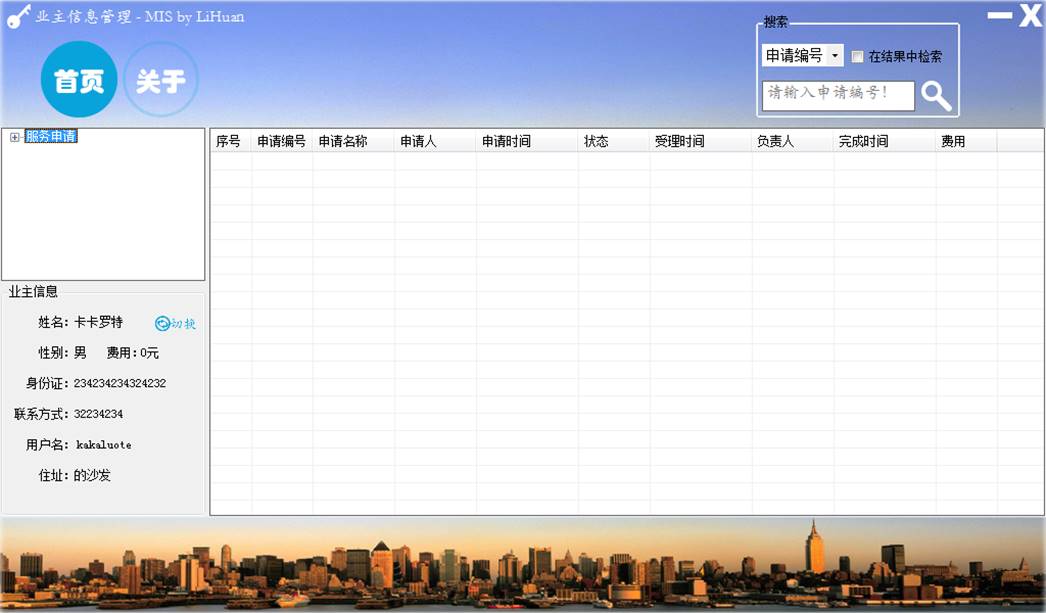 业主信息管理 - MIS by LiHuan
首页
关于
搜索
申请编号
在结果中检索
请输入申请编号！
服务申请
序号 申请编号 申请名称 申请人 申请时间 状态 受理时间 负责人 完成时间 费用
业主信息
姓名：卡卡罗特 切换
性别：男 费用：0元
身份证：234234234324232
联系方式：32234234
用户名：kakaluote
住址：的沙发